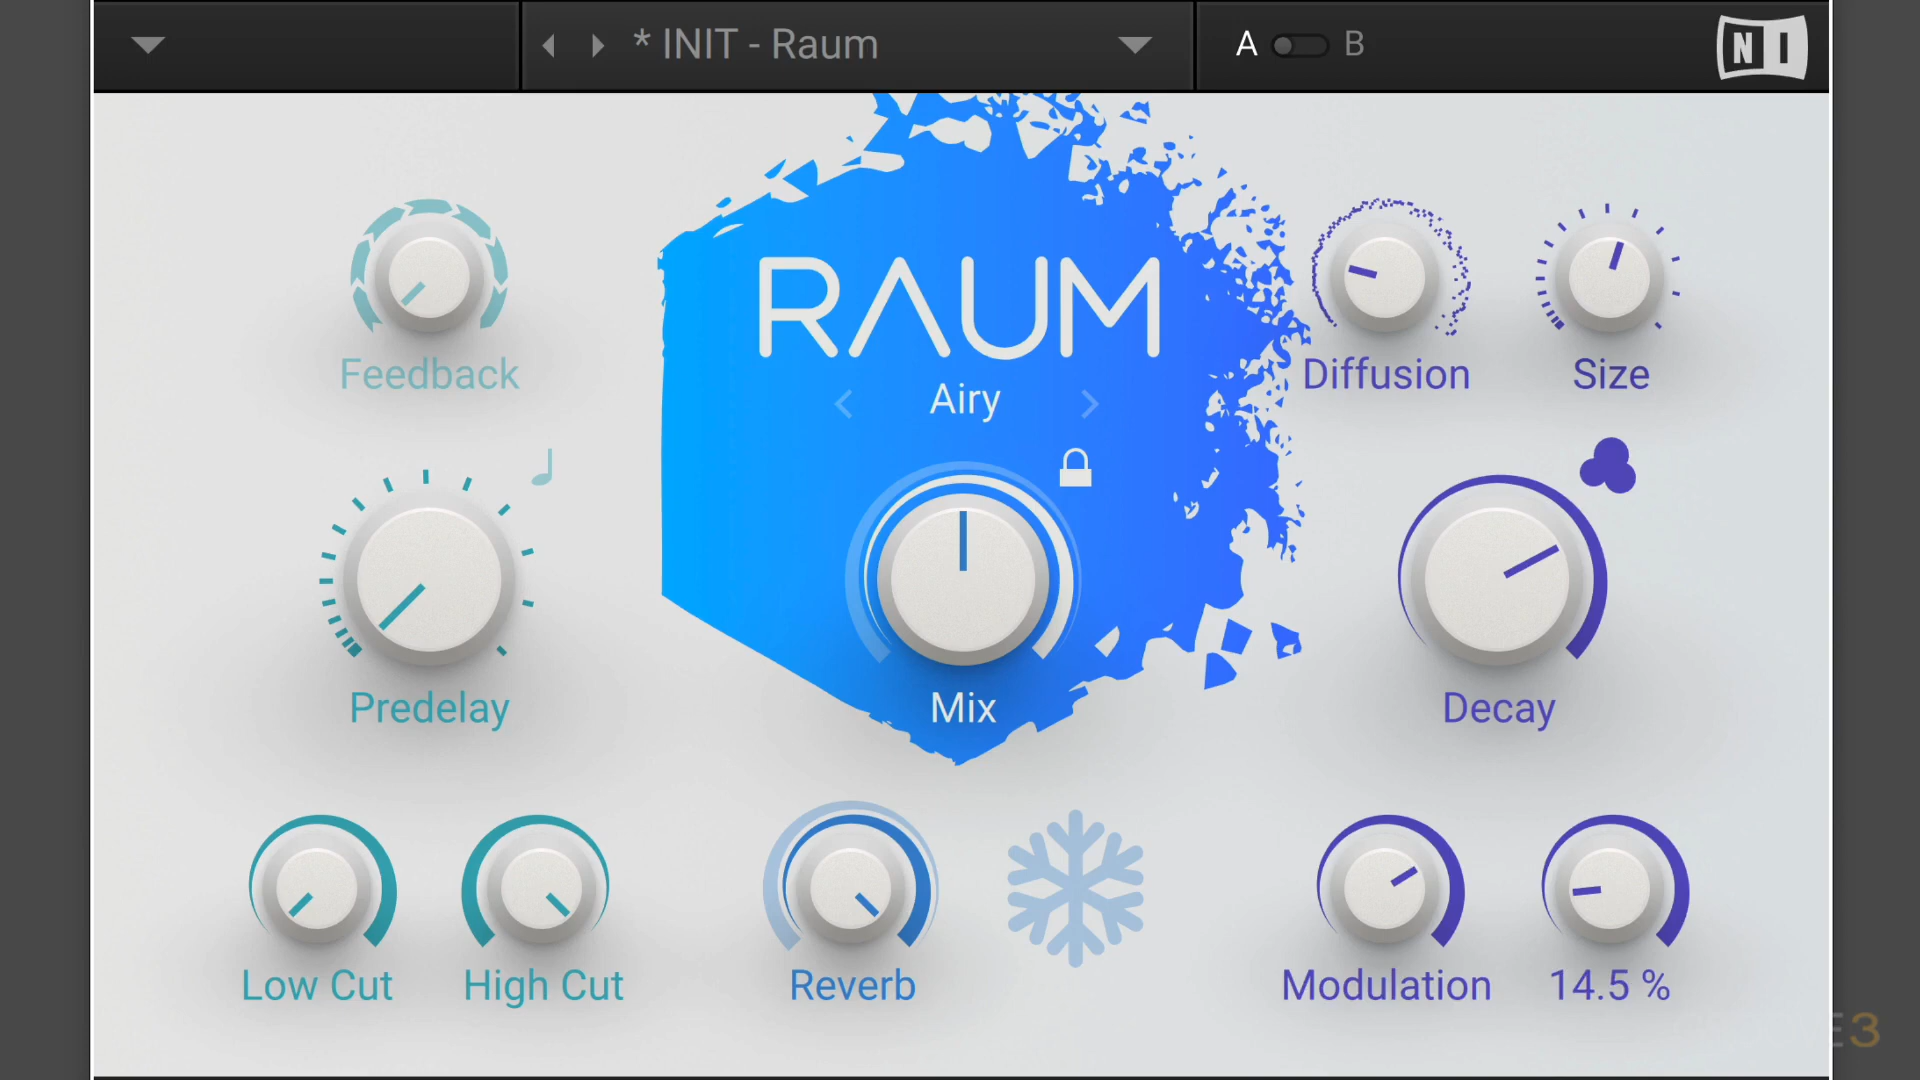 * INIT - Raum
A B
NI
RAUM
Airy
Feedback
Diffusion
Size
Predelay
Mix
Decay
Low Cut
High Cut
Reverb
Modulation
14.5 %
E3